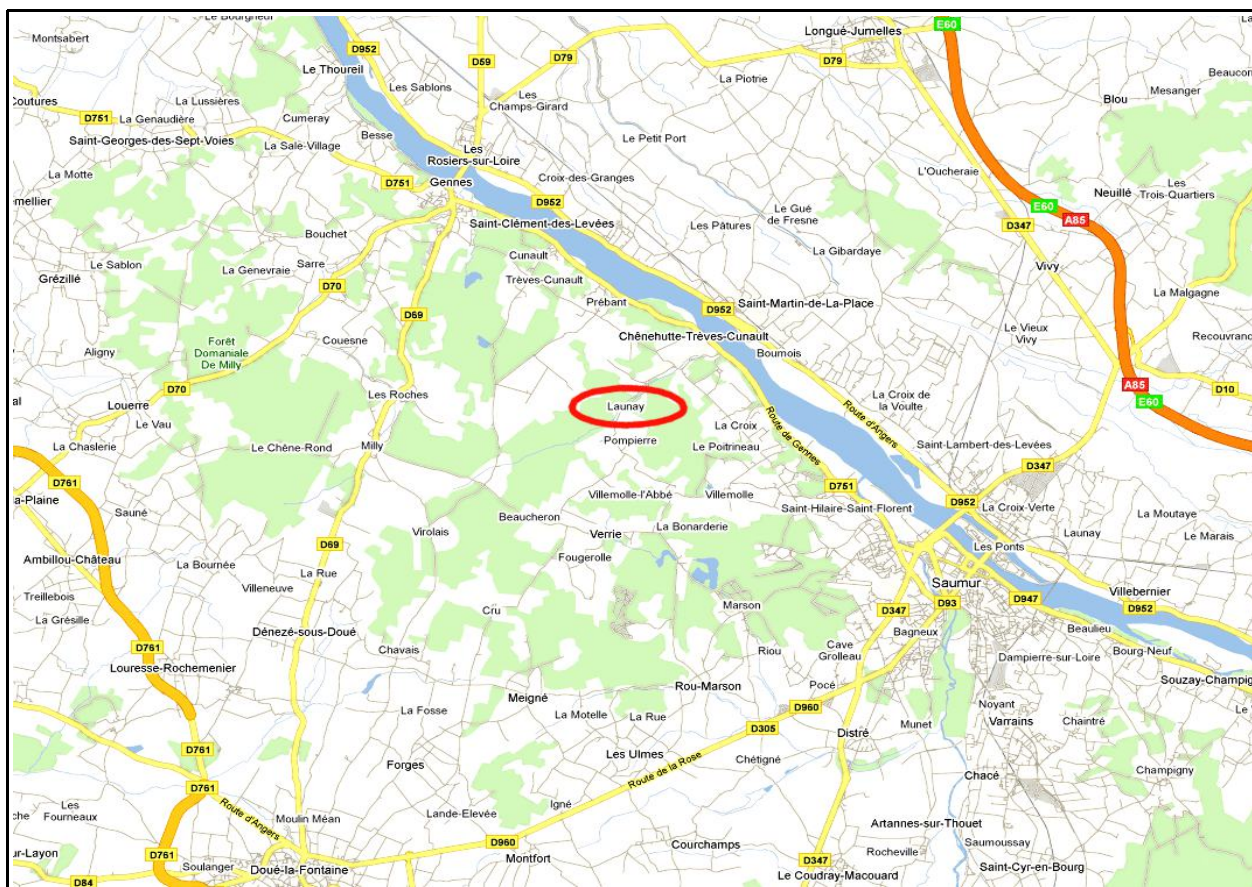 Le Bourgneuf
Montsabert
D952
Longué-Jumelles
E60
Le Thoureil
D59
D79
D79
La Piotrie
Les Sablons
Coutures
La Lussières
Les
Champs-Girard
Mesanger
Blou
D751
La Genaudière
Cumeray
Saint-Georges-des-Sept-Voies
Besse
Le Petit Port
La Sale-Village
Les
Rosiers-sur-Loire
L'Oucheraie
La Motte
D751
Gennes
Croix-des-Granges
Neuillé
Les
Trois-Quartiers
D952
Le Gué
de Fresne
E60
A85
Saint-Clément-des-Levées
Les Pâtures
D347
Bouchet
La Gibardaye
Cunault
Le Sablon
La Genevraie
Sarre
Vivy
Grézillé
D70
Trèves-Cunault
La Malgagne
Prébant
Saint-Martin-de-La-Place
D952
D69
Le Vieux
Vivy
Forêt
Domaniale
De Milly
Couesne
Chênehutte-Trèves-Cunault
Aligny
Boumois
D70
A85
E60
D10
Les Roches
Louerre
Launay
La Croix de
la Voulte
Le Vau
Route d'Angers
La Croix
Route de Gennes
La Chaslerie
Le Chêne-Rond
Milly
Pompierre
Le Poitrineau
Saint-Lambert-des-Levées
D347
D761
D751
Villemolle-l'Abbé
Villemolle
D952
La Croix-Verte
Sauné
Beaucheron
Saint-Hilaire-Saint-Florent
La Moutaye
Virolais
Verrie
La Bonarderie
Launay
Le Marais
D69
Les Ponts
Ambillou-Château
Fougerolle
La Bournée
La Rue
Saumur
Villeneuve
Villebernier
Treillebois
D947
D952
La Grésille
Cru
Marson
D347
D93
Dénezé-sous-Doué
Bagneux
Beaulieu
D761
Chavais
Riou
Cave
Grolleau
Bourg-Neuf
Dampierre-sur-Loire
Louresse-Rochemenier
Rou-Marson
Pocé
Meigné
Noyant
La Fosse
La Motelle
La Rue
D960
Munet
Varrains
Chaintré
D305
Distré
D761
Les Ulmes
Chétigné
Forges
Route de la Rose
Chacé
Champigny
D761
Igné
Les
Fourneaux
Route d'Angers
Moulin Méan
Lande-Elevée
Artannes-sur-Thouet
D960
Courchamps
Saumoussay
D761
Montfort
Rocheville
D347
Soulanger
Doué-la-Fontaine
Saint-Cyr-en-Bourg
D84
Le Coudray-Macouard